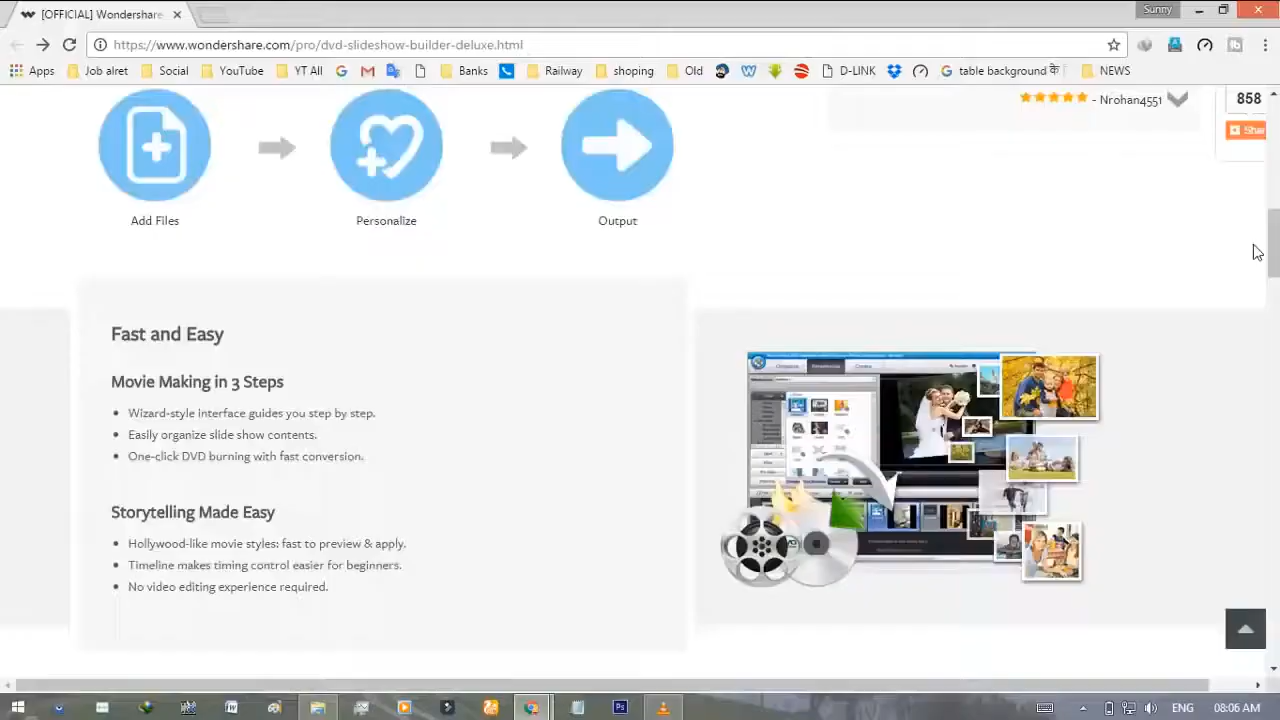 [OFFICIAL] Wondershare
Sunny
https://www.wondershare.com/pro/dvd-slideshow-builder-deluxe.html
Apps Job alret Social YouTube YT All Banks Railway shoping Old D-LINK table background के NEWS
- Nrohan4551
858
Shar
Add Files Personalize Output
Fast and Easy
Movie Making in 3 Steps
Wizard-style interface guides you step by step.
Easily organize slide show contents.
One-click DVD burning with fast conversion.
Storytelling Made Easy
Hollywood-like movie styles: fast to preview & apply.
Timeline makes timing control easier for beginners.
No video editing experience required.
ENG 08:06 AM